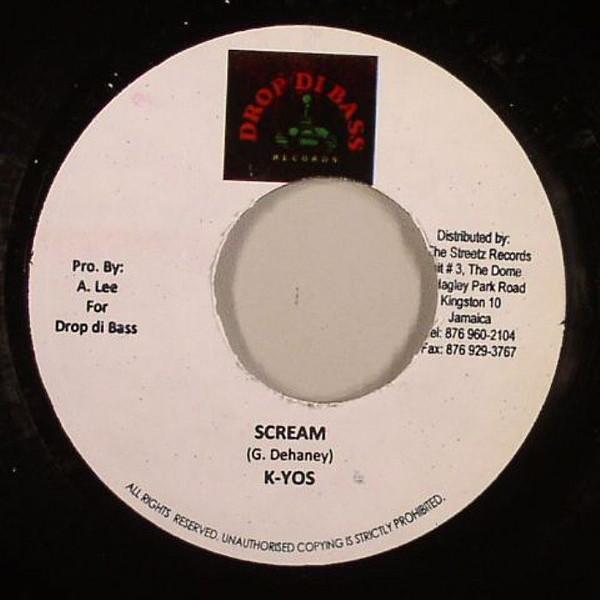 DROP DI BASS
RECORDS
Pro. By:
A. Lee
For
Drop di Bass
Distributed by:
The Streetz Records
it # 3, The Dome
Hagley Park Road
Kingston 10
Jamaica
el: 876 960-2104
Fax: 876 929-3767
SCREAM
(G. Dehaney)
K-YOS
ALL RIGHTS RESERVED. UNAUTHORISED COPYING IS STRICTLY PROHIBITED.